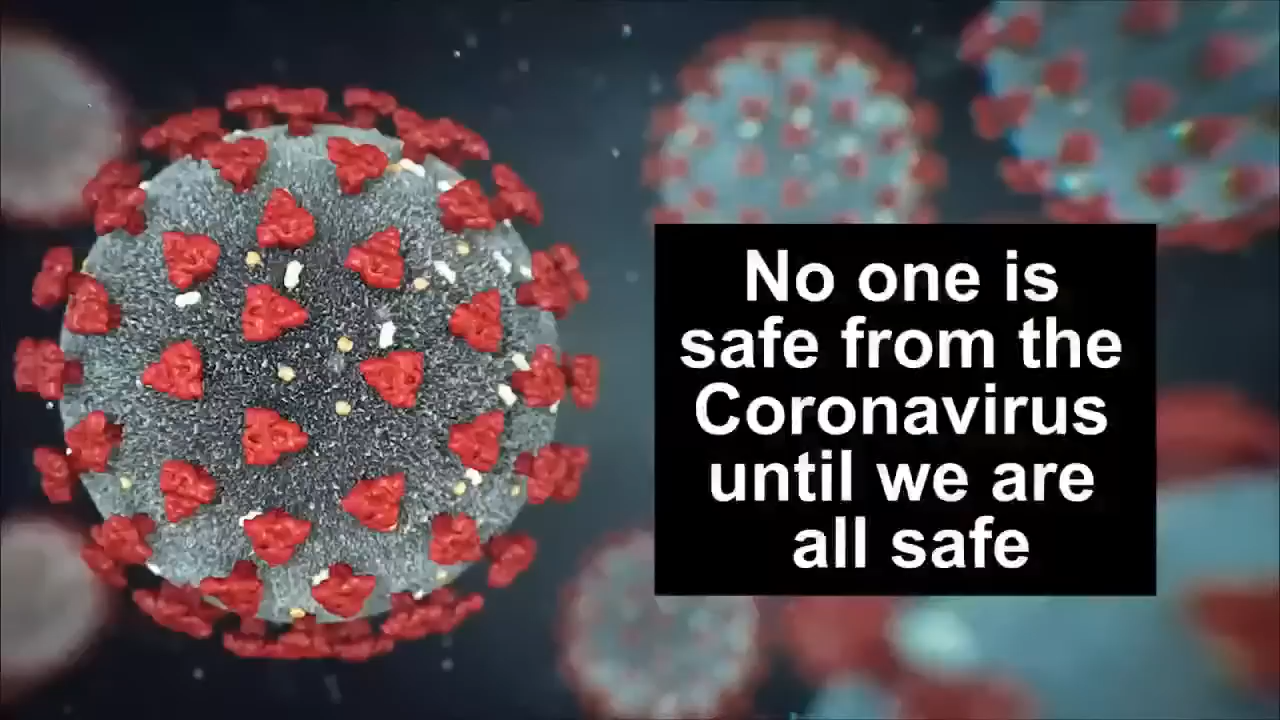 No one is
safe from the
Coronavirus
until we are
all safe